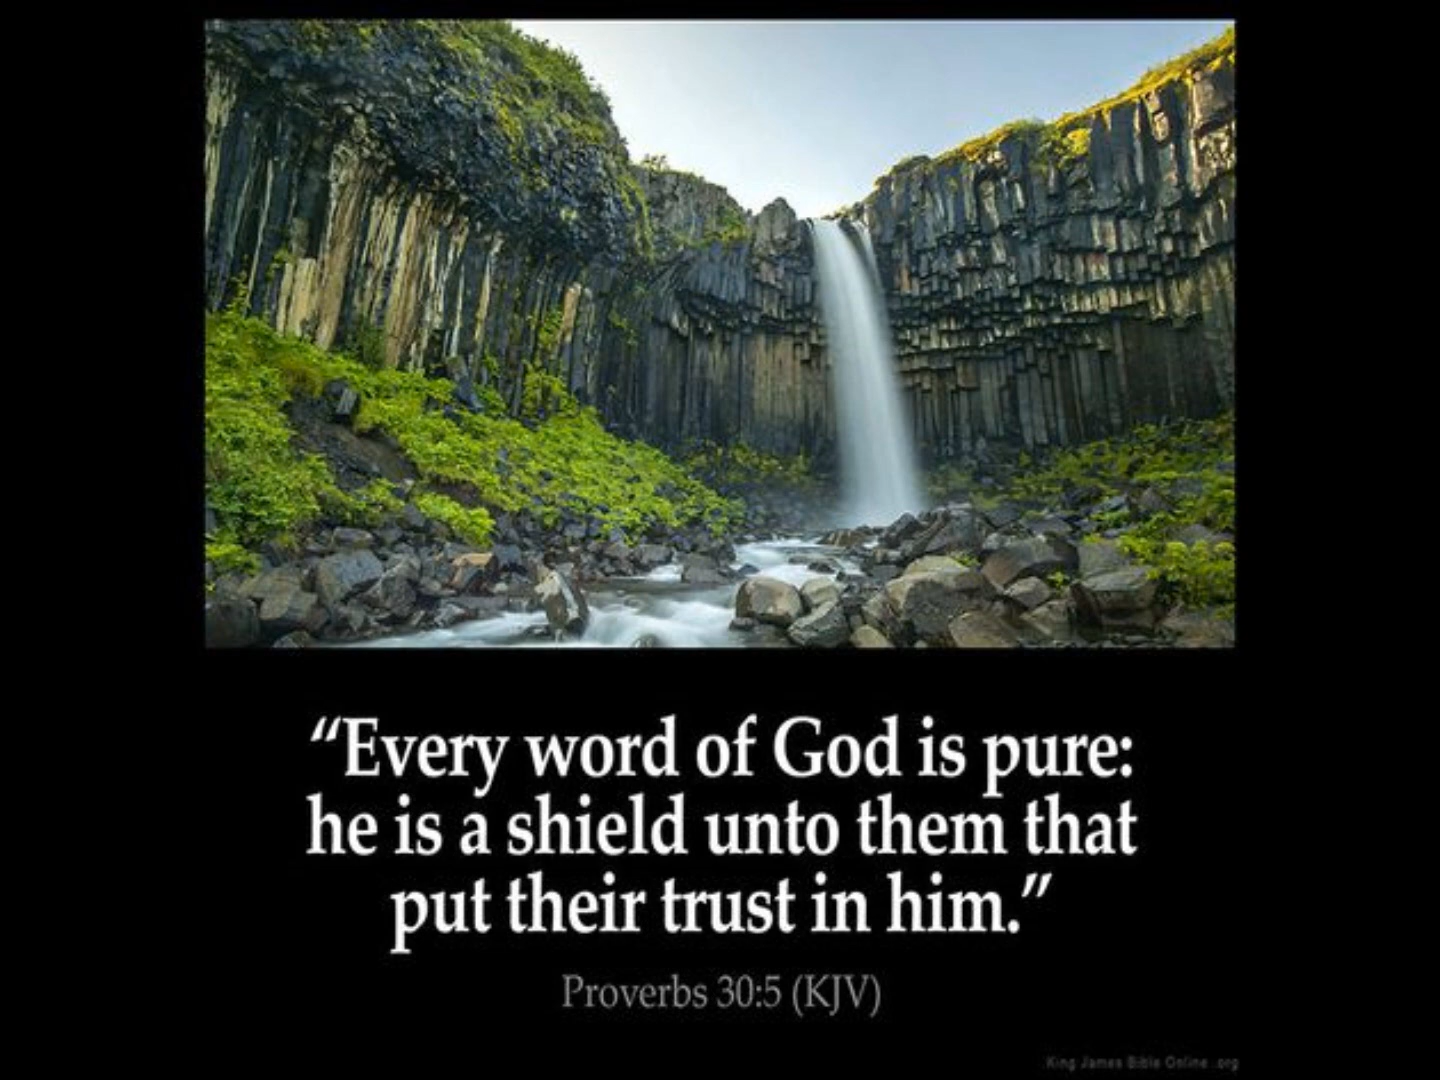 “Every word of God is pure:
he is a shield unto them that
put their trust in him.”
Proverbs 30:5 (KJV)
King James Bible Online .org